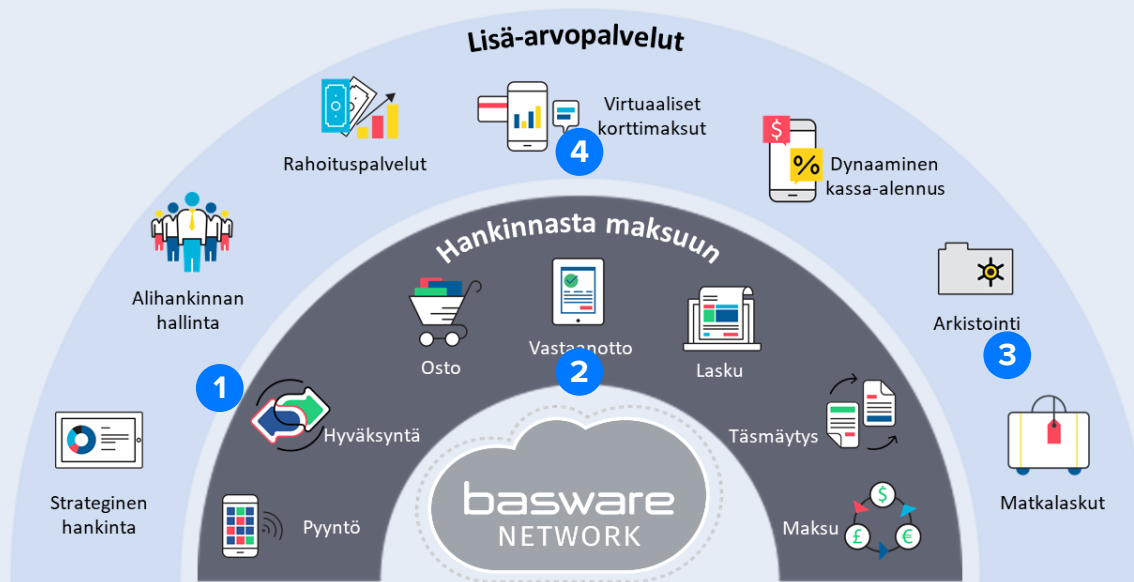 Lisä-arvopalvelut
Virtuaaliset
korttimaksut
4
Rahoituspalvelut
$
%
Dynaaminen
kassa-alennus
Alihankinnan
hallinta
Arkistointi
3
Strateginen
hankinta
Matkalaskut
1
Hankinnasta maksuun
Osto
Vastaanotto
2
Lasku
Hyväksyntä
Täsmäytys
Pyyntö
Maksu
$
£
€
basware
NETWORK